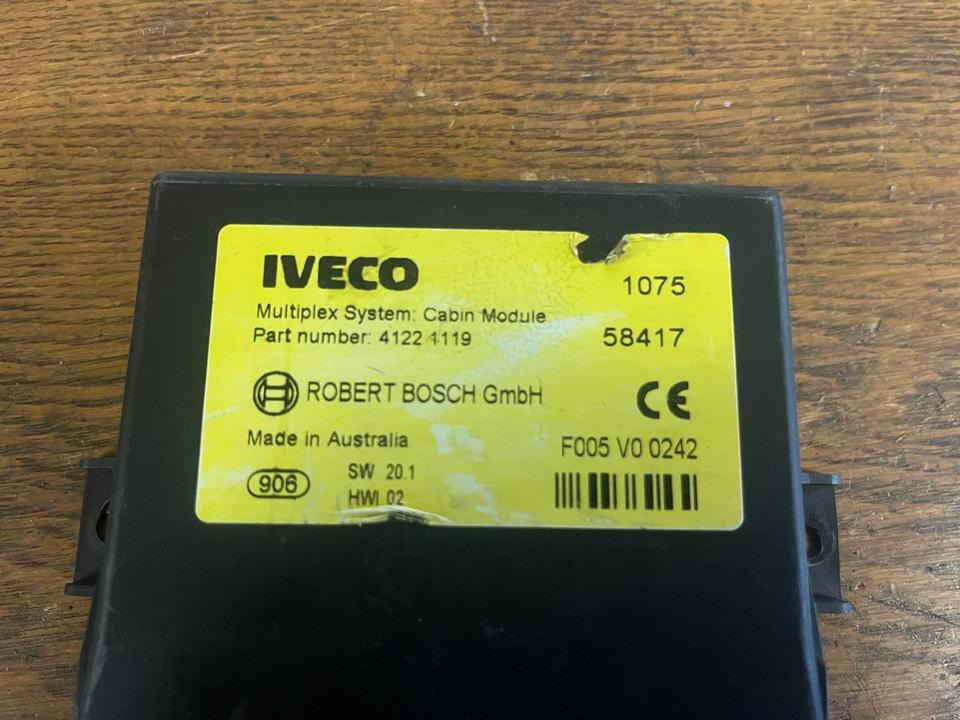 IVECO
1075
Multiplex System: Cabin Module
Part number: 4122 1119
58417
ROBERT BOSCH GmbH
CE
Made in Australia
F005 V0 0242
906
SW 20.1
HWI 02